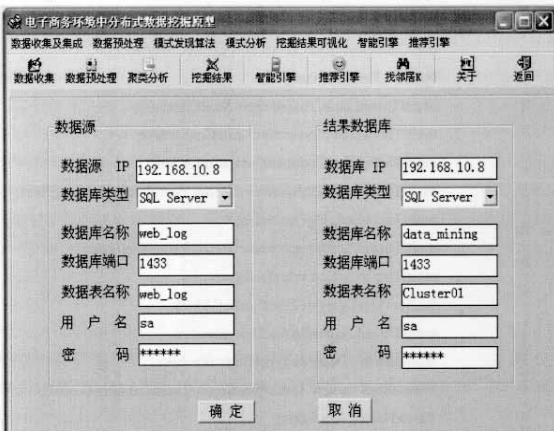 电子商务环境中分布式数据挖掘原型
数据收集及集成 数据预处理 模式发现算法 模式分析 挖掘结果可视化 智能引擎 推荐引擎
数据收集 数据预处理 聚类分析 挖掘结果 智能引擎 推荐引擎 找邻居K 关于 返回
数据源
数据源 IP 192.168.10.8
数据库类型 SQL Server
数据库名称 web_log
数据库端口 1433
数据表名称 web_log
用户名 sa
密码 ******
结果数据库
数据库 IP 192.168.10.8
数据库类型 SQL Server
数据库名称 data_mining
数据库端口 1433
数据表名称 Cluster01
用户名 sa
密码 ******
确定 取消